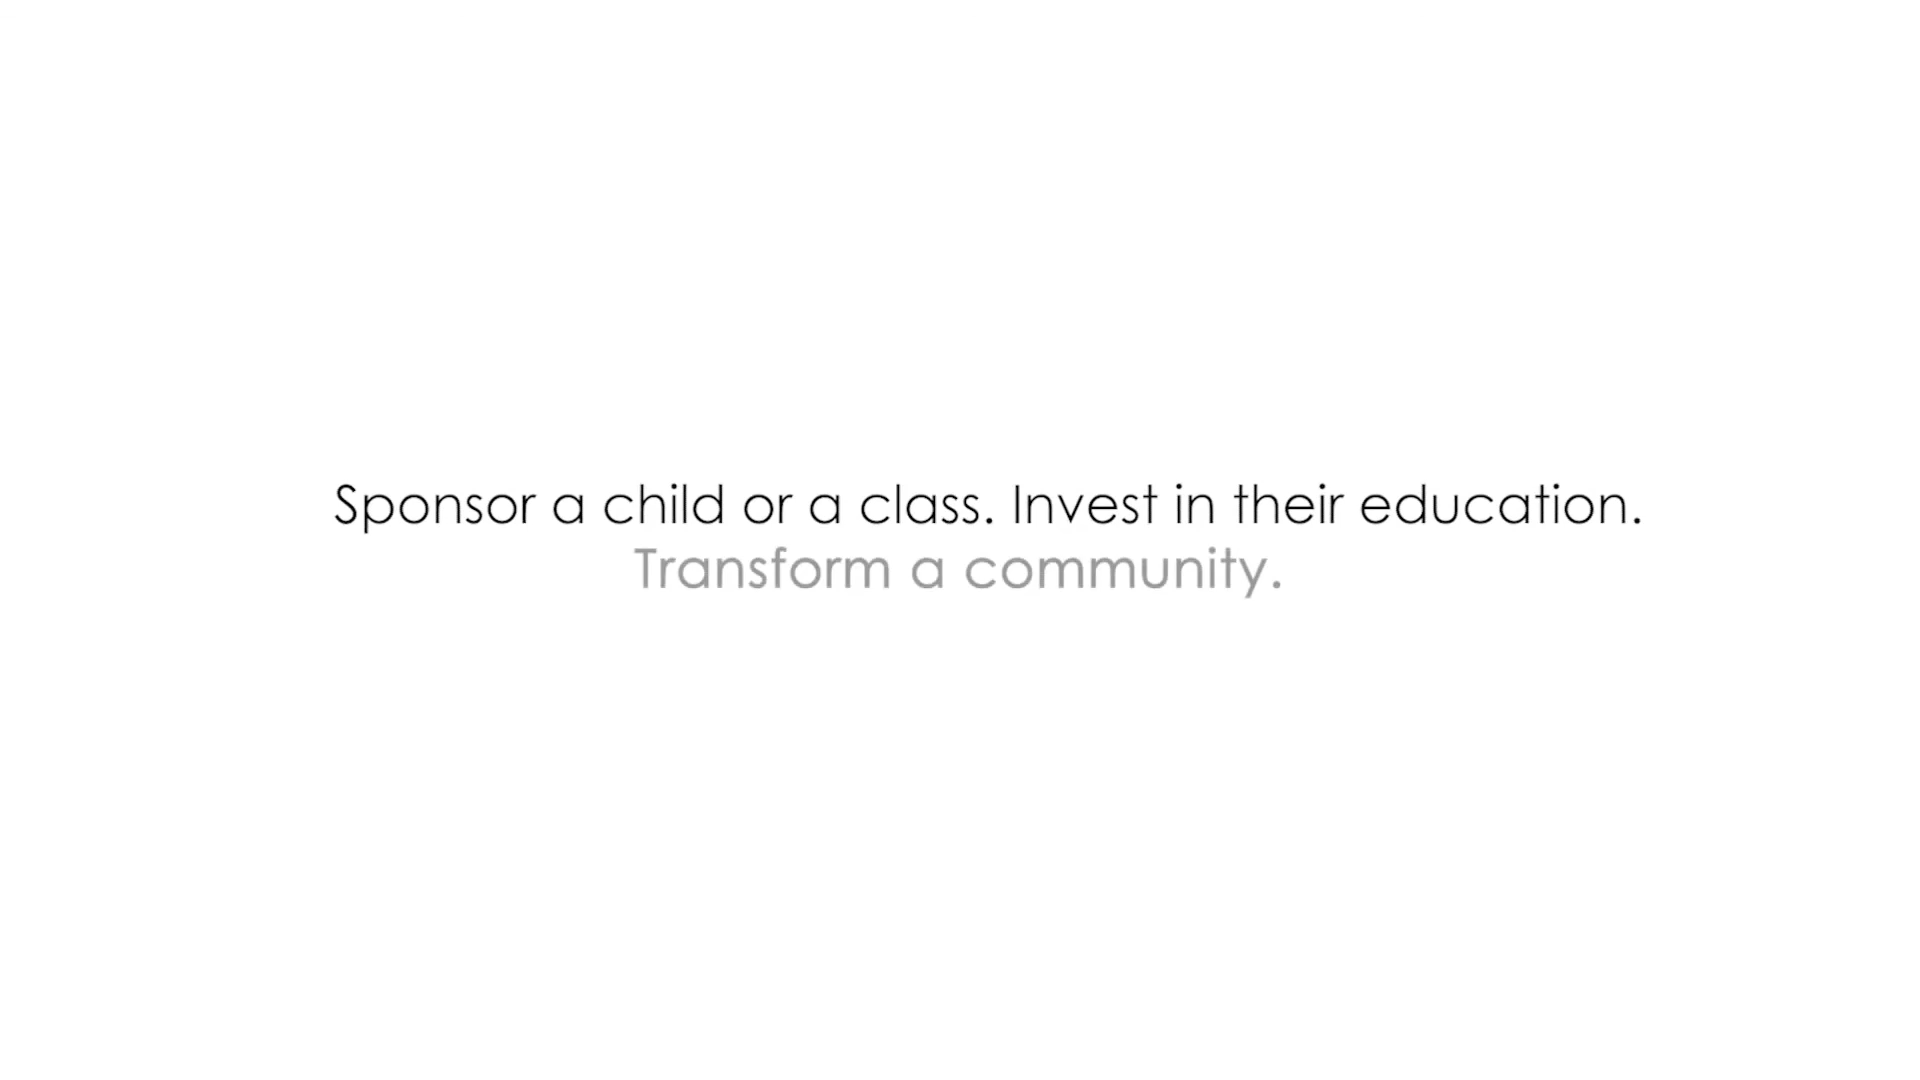 Sponsor a child or a class. Invest in their education.
Transform a community.